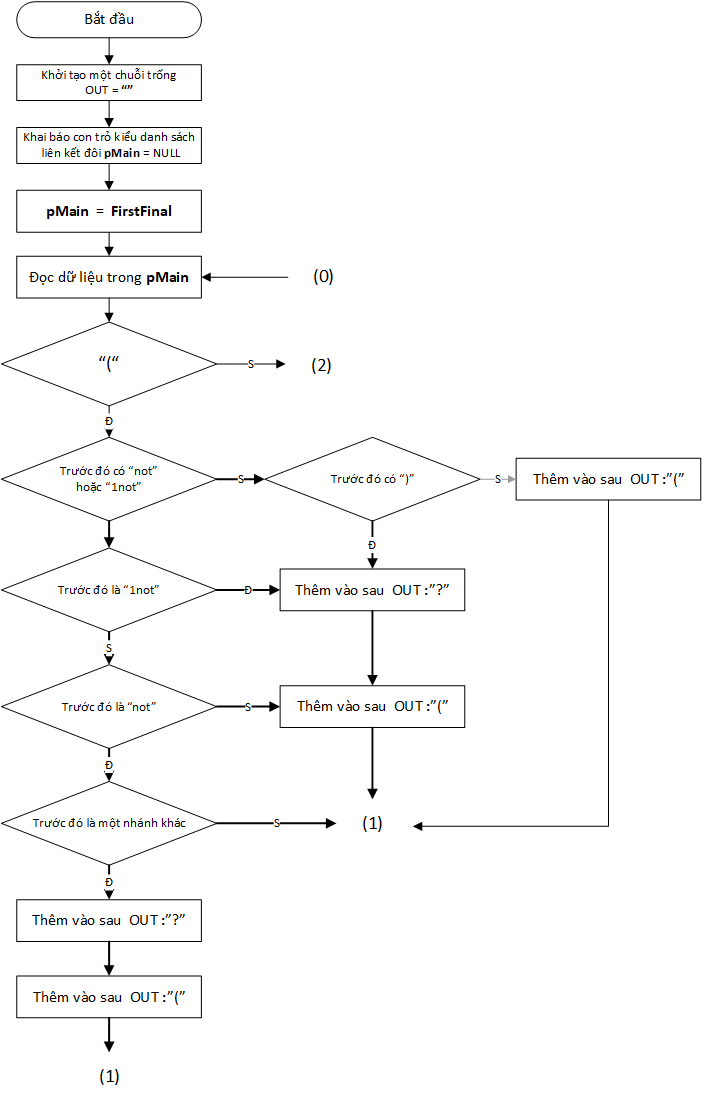 Bắt đầu
Khởi tạo một chuỗi trống
OUT = “”
Khai báo con trỏ kiểu danh sách
liên kết đôi pMain = NULL
pMain = FirstFinal
Đọc dữ liệu trong pMain
(0)
“(“
S
(2)
Đ
Trước đó có “not”
hoặc “1not”
S
Trước đó có “)”
S
Thêm vào sau OUT :”(”
Đ
Trước đó là “1not”
Đ
Thêm vào sau OUT :”?”
S
Trước đó là “not”
S
Thêm vào sau OUT :”(”
Đ
Trước đó là một nhánh khác
S
(1)
Đ
Thêm vào sau OUT :”?”
Thêm vào sau OUT :”(”
(1)